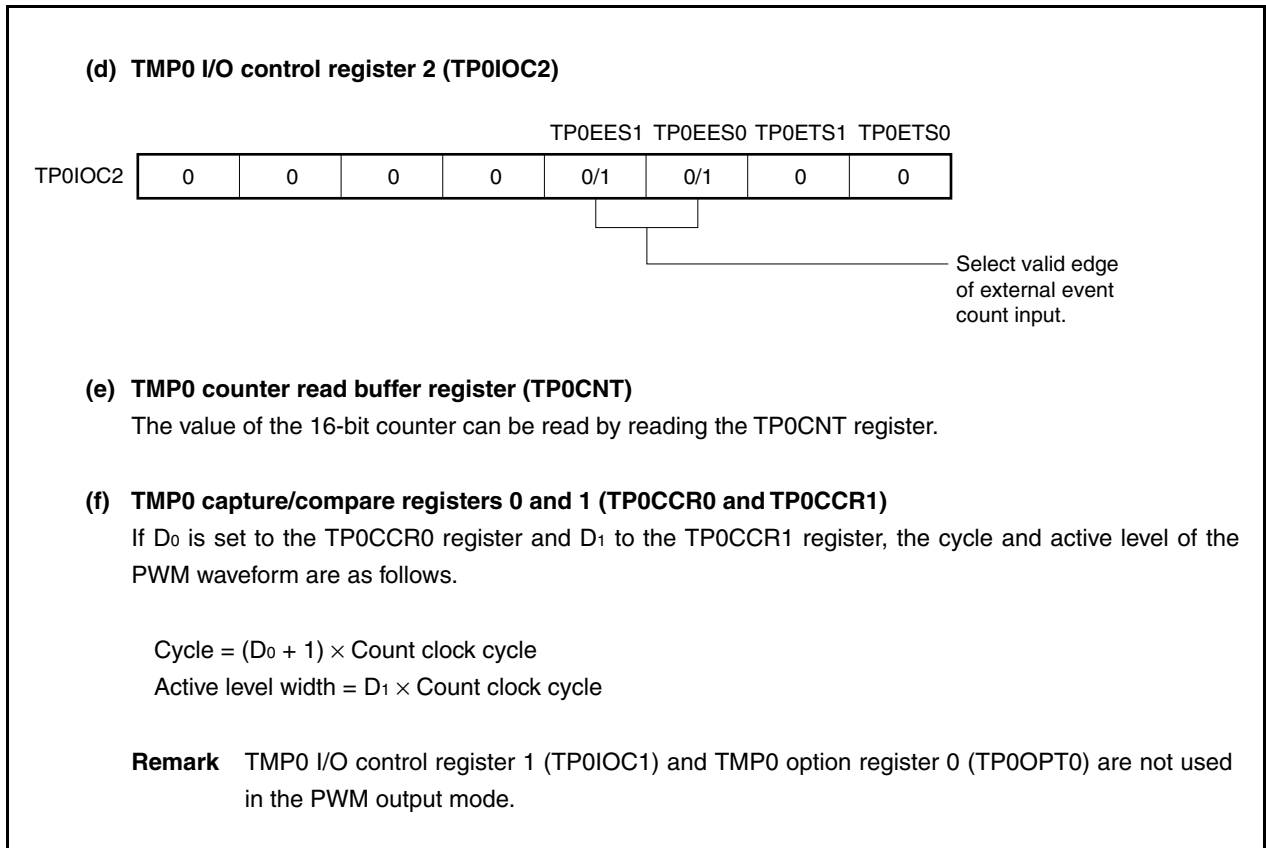 (d) TMP0 I/O control register 2 (TP0IOC2)
TP0EES1 TP0EES0 TP0ETS1 TP0ETS0
TP0IOC2 0 0 0 0 0/1 0/1 0 0
Select valid edge
of external event
count input.
(e) TMP0 counter read buffer register (TP0CNT)
The value of the 16-bit counter can be read by reading the TP0CNT register.
(f) TMP0 capture/compare registers 0 and 1 (TP0CCR0 and TP0CCR1)
If D0 is set to the TP0CCR0 register and D1 to the TP0CCR1 register, the cycle and active level of the
PWM waveform are as follows.
Cycle = (D0 + 1) × Count clock cycle
Active level width = D1 × Count clock cycle
Remark TMP0 I/O control register 1 (TP0IOC1) and TMP0 option register 0 (TP0OPT0) are not used
in the PWM output mode.